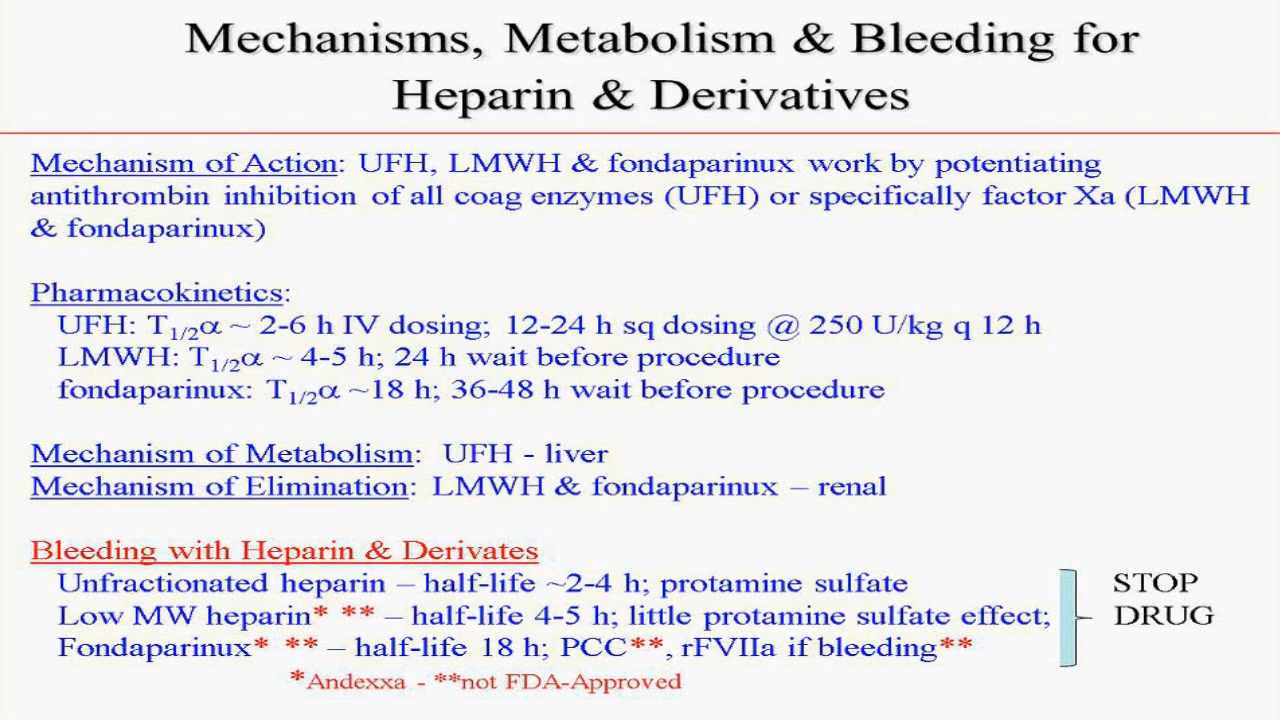 Mechanisms, Metabolism & Bleeding for
Heparin & Derivatives
Mechanism of Action: UFH, LMWH & fondaparinux work by potentiating
antithrombin inhibition of all coag enzymes (UFH) or specifically factor Xa (LMWH
& fondaparinux)
Pharmacokinetics:
UFH: T1/2α ~ 2-6 h IV dosing; 12-24 h sq dosing @ 250 U/kg q 12 h
LMWH: T1/2α ~ 4-5 h; 24 h wait before procedure
fondaparinux: T1/2α ~18 h; 36-48 h wait before procedure
Mechanism of Metabolism: UFH - liver
Mechanism of Elimination: LMWH & fondaparinux – renal
Bleeding with Heparin & Derivates
Unfractionated heparin – half-life ~2-4 h; protamine sulfate
Low MW heparin* ** – half-life 4-5 h; little protamine sulfate effect;
Fondaparinux* ** – half-life 18 h; PCC**, rFVIIa if bleeding**
STOP
DRUG
*Andexxa - **not FDA-Approved